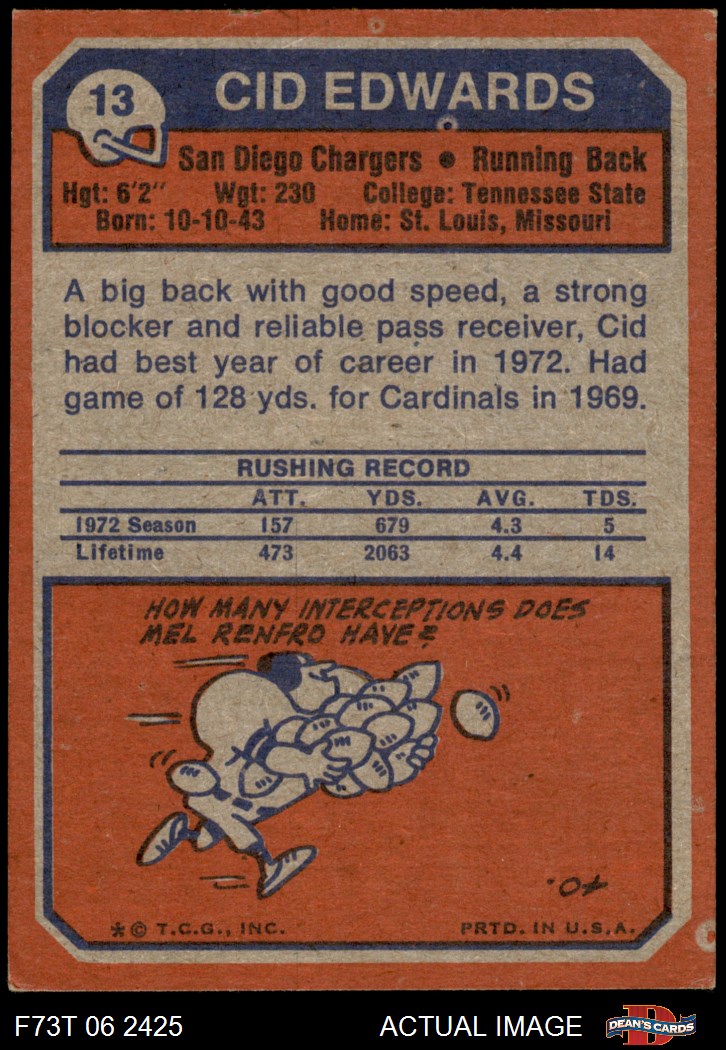 13
CID EDWARDS
San Diego Chargers • Running Back
Hgt: 6'2" Wgt: 230 College: Tennessee State
Born: 10-10-43 Home: St. Louis, Missouri
A big back with good speed, a strong
blocker and reliable pass receiver, Cid
had best year of career in 1972. Had
game of 128 yds. for Cardinals in 1969.
RUSHING RECORD
ATT. YDS. AVG. TDS.
1972 Season 157 679 4.3 5
Lifetime 473 2063 4.4 14
HOW MANY INTERCEPTIONS DOES
MEL RENFRO HAVE?
* © T.C.G., INC. PRTD. IN U.S.A.
F73T 06 2425 ACTUAL IMAGE DEAN'S CARDS